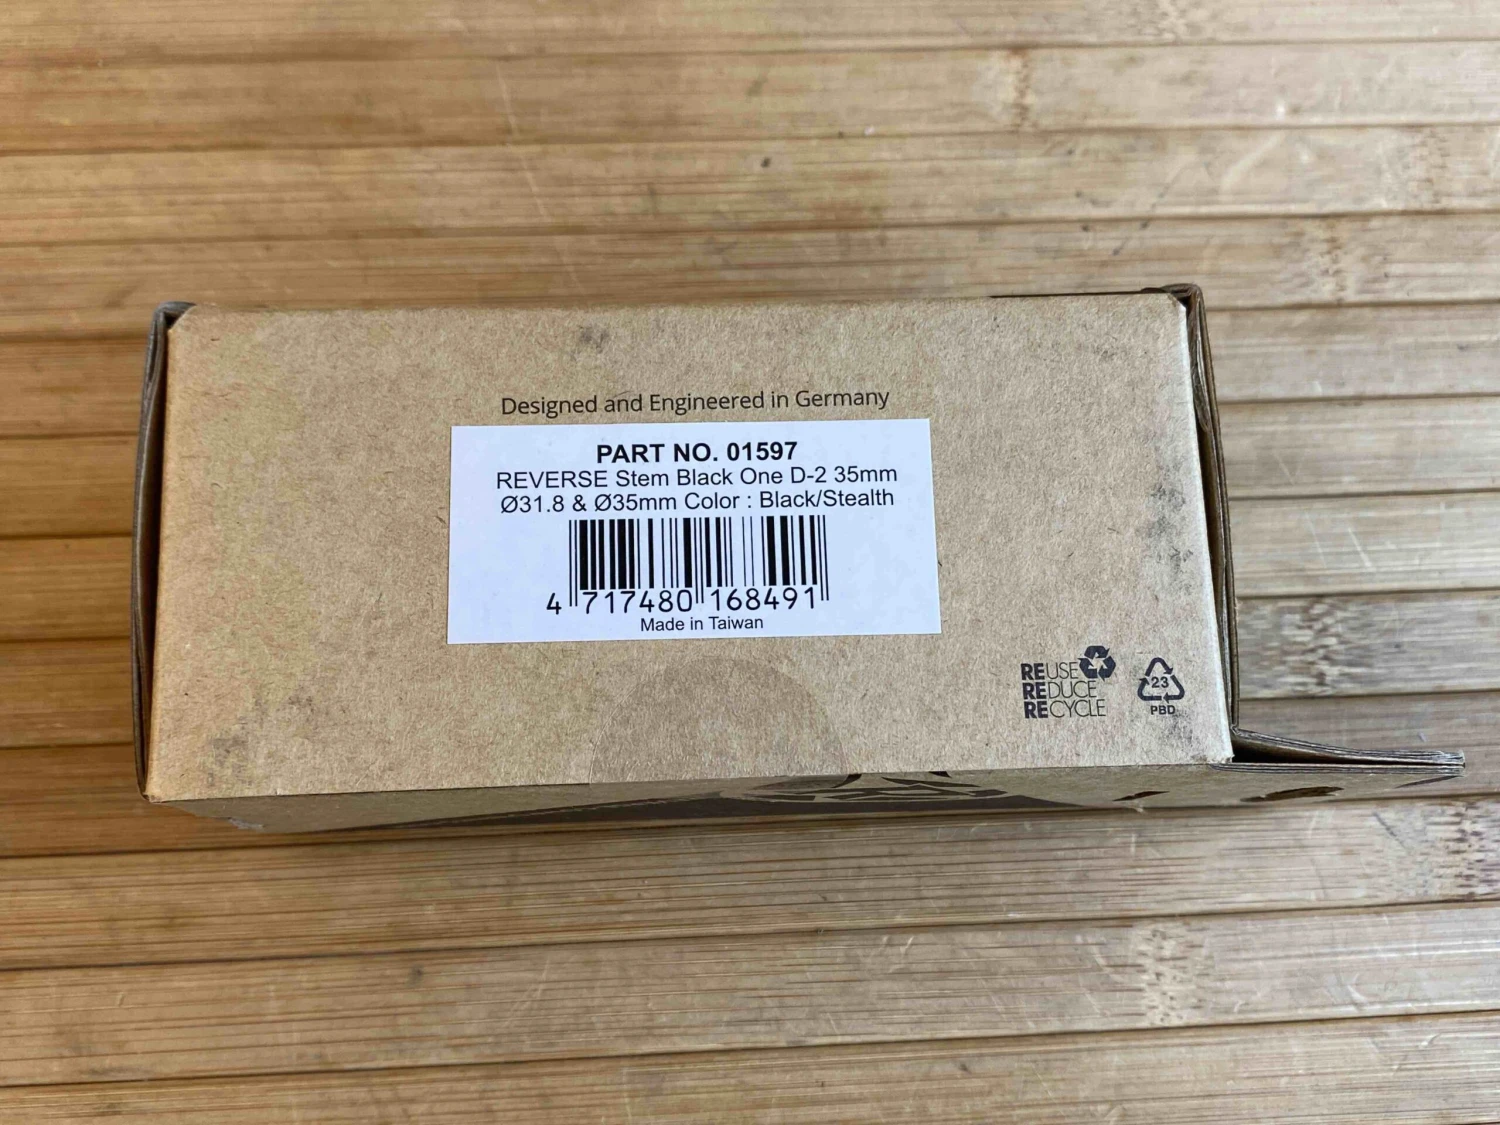 Designed and Engineered in Germany
PART NO. 01597
REVERSE Stem Black One D-2 35mm
Ø31.8 & Ø35mm Color : Black/Stealth
4 717480 168491
Made in Taiwan
REUSE
REDUCE
RECYCLE
23
PBD